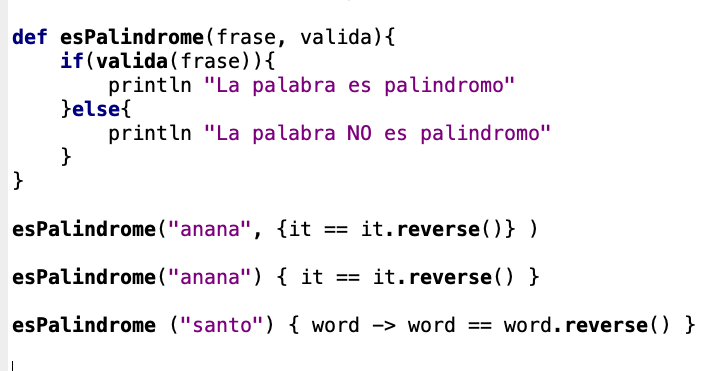 def esPalindrome(frase, valida){
    if(valida(frase)){
        println "La palabra es palindromo"
    }else{
        println "La palabra NO es palindromo"
    }
}
esPalindrome("anana", {it == it.reverse()} )
esPalindrome("anana") { it == it.reverse() }
esPalindrome ("santo") { word -> word == word.reverse() }